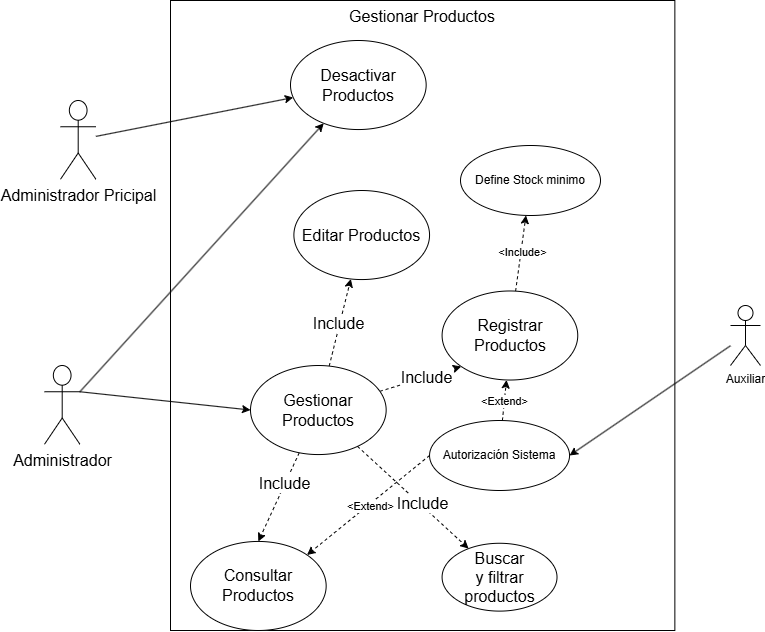 Gestionar Productos
Desactivar
Productos
Administrador Pricipal
Define Stock minimo
Editar Productos
<Include>
Include
Registrar
Productos
Auxiliar
Include
<Extend>
Gestionar
Productos
Administrador
Autorización Sistema
Include
<Extend>
Include
Consultar
Productos
Buscar
y filtrar
productos